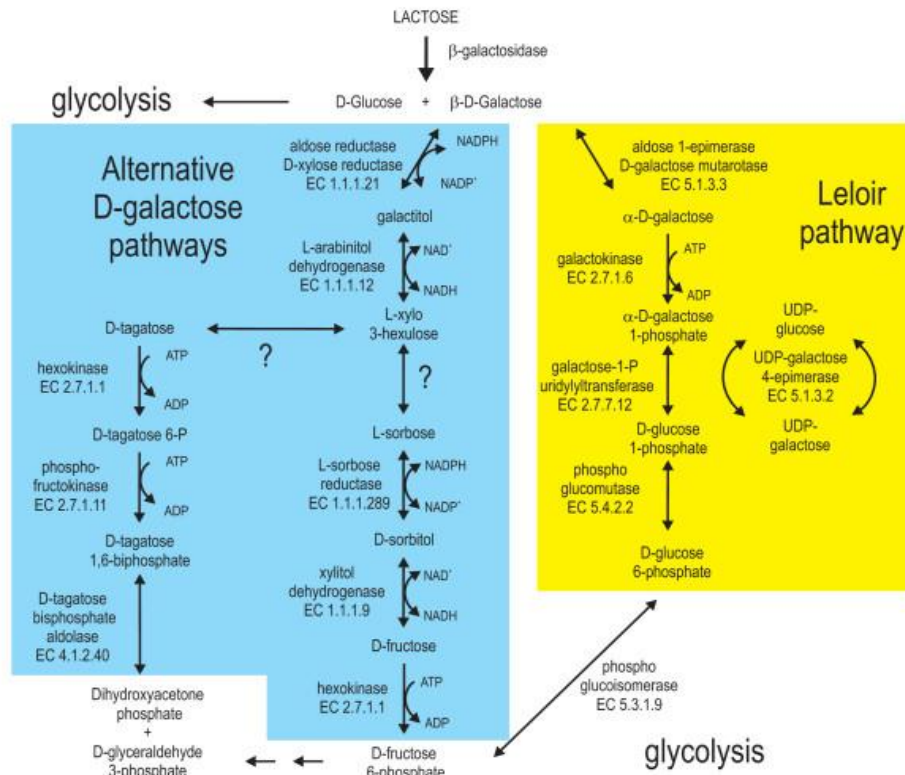 LACTOSE
β-galactosidase
glycolysis
D-Glucose + β-D-Galactose
Alternative
D-galactose
pathways
aldose reductase
D-xylose reductase
EC 1.1.1.21
NADPH
NADP⁺
galactitol
L-arabinitol
dehydrogenase
EC 1.1.1.12
NAD⁺
NADH
L-xylo
3-hexulose
?
?
L-sorbose
L-sorbose
reductase
EC 1.1.1.289
NADPH
NADP⁺
D-sorbitol
xylitol
dehydrogenase
EC 1.1.1.9
NAD⁺
NADH
D-fructose
hexokinase
EC 2.7.1.1
ATP
ADP
D-fructose
6-phosphate
D-tagatose
hexokinase
EC 2.7.1.1
ATP
ADP
D-tagatose 6-P
phospho-
fructokinase
EC 2.7.1.11
ATP
ADP
D-tagatose
1,6-biphosphate
D-tagatose
bisphosphate
aldolase
EC 4.1.2.40
Dihydroxyacetone
phosphate
+
D-glyceraldehyde
3-phosphate
Leloir
pathway
aldose 1-epimerase
D-galactose mutarotase
EC 5.1.3.3
α-D-galactose
galactokinase
EC 2.7.1.6
ATP
ADP
α-D-galactose
1-phosphate
galactose-1-P
uridylyltransferase
EC 2.7.7.12
UDP-
glucose
UDP-galactose
4-epimerase
EC 5.1.3.2
UDP-
galactose
D-glucose
1-phosphate
phospho
glucomutase
EC 5.4.2.2
D-glucose
6-phosphate
phospho
glucoisomerase
EC 5.3.1.9
glycolysis